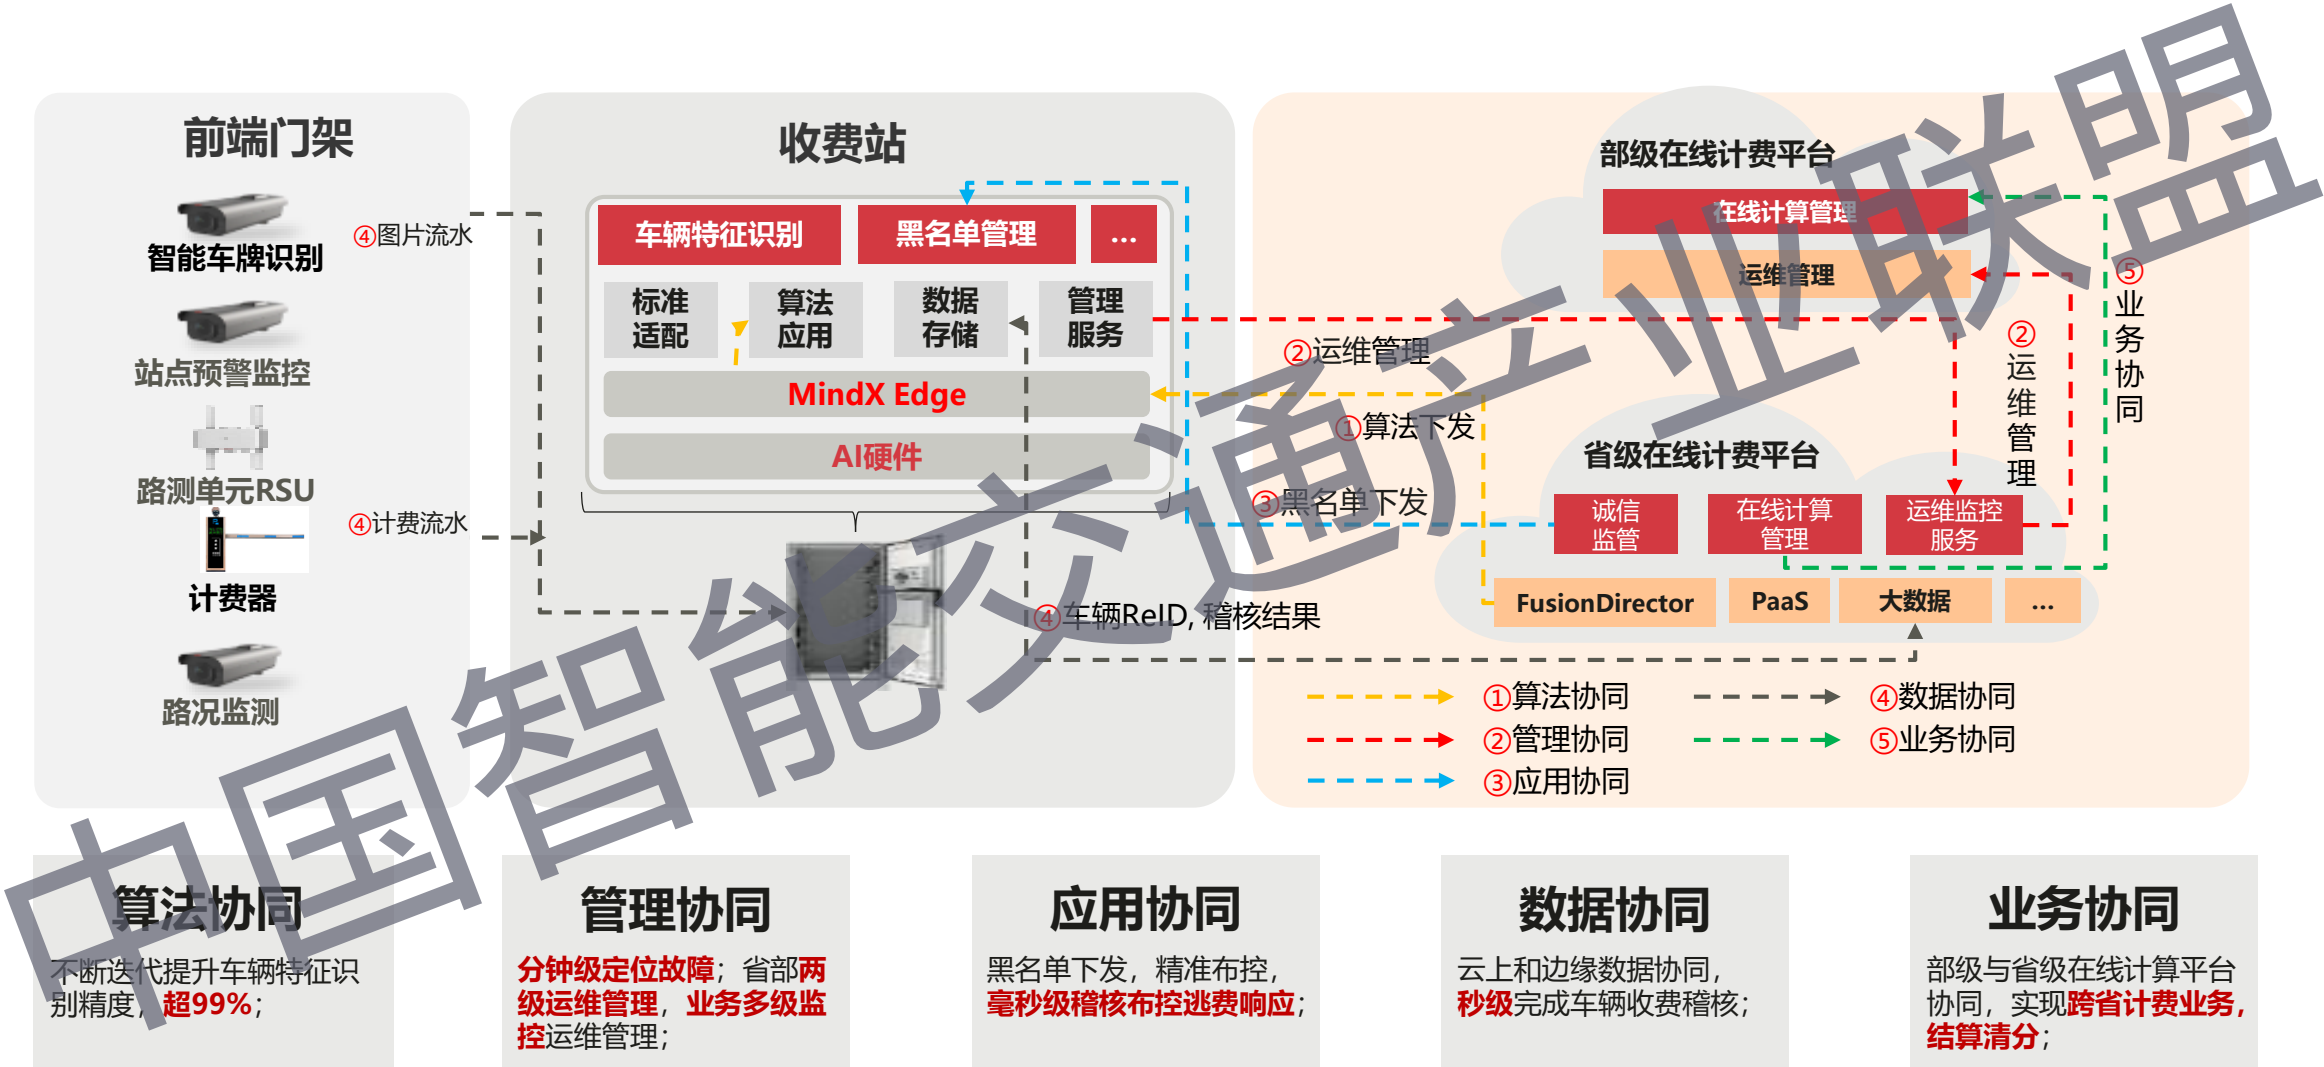 前端门架
智能车牌识别
④图片流水
站点预警监控
路测单元RSU
④计费流水
计费器
路况监测
收费站
车辆特征识别
黑名单管理
...
标准
适配
算法
应用
数据
存储
管理
服务
MindX Edge
AI硬件
部级在线计费平台
在线计算管理
运维管理
⑤
业
务
协
同
②
运
维
管
理
②运维管理
①算法下发
③黑名单下发
④车辆ReID, 稽核结果
省级在线计费平台
诚信
监管
在线计算
管理
运维监控
服务
FusionDirector
PaaS
大数据
...
①算法协同
②管理协同
③应用协同
④数据协同
⑤业务协同
算法协同
不断迭代提升车辆特征识
别精度，超99%；
管理协同
分钟级定位故障；省部两
级运维管理，业务多级监
控运维管理；
应用协同
黑名单下发，精准布控，
毫秒级稽核布控逃费响应；
数据协同
云上和边缘数据协同，
秒级完成车辆收费稽核；
业务协同
部级与省级在线计算平台
协同，实现跨省计费业务，
结算清分；
中国智能交通产业联盟